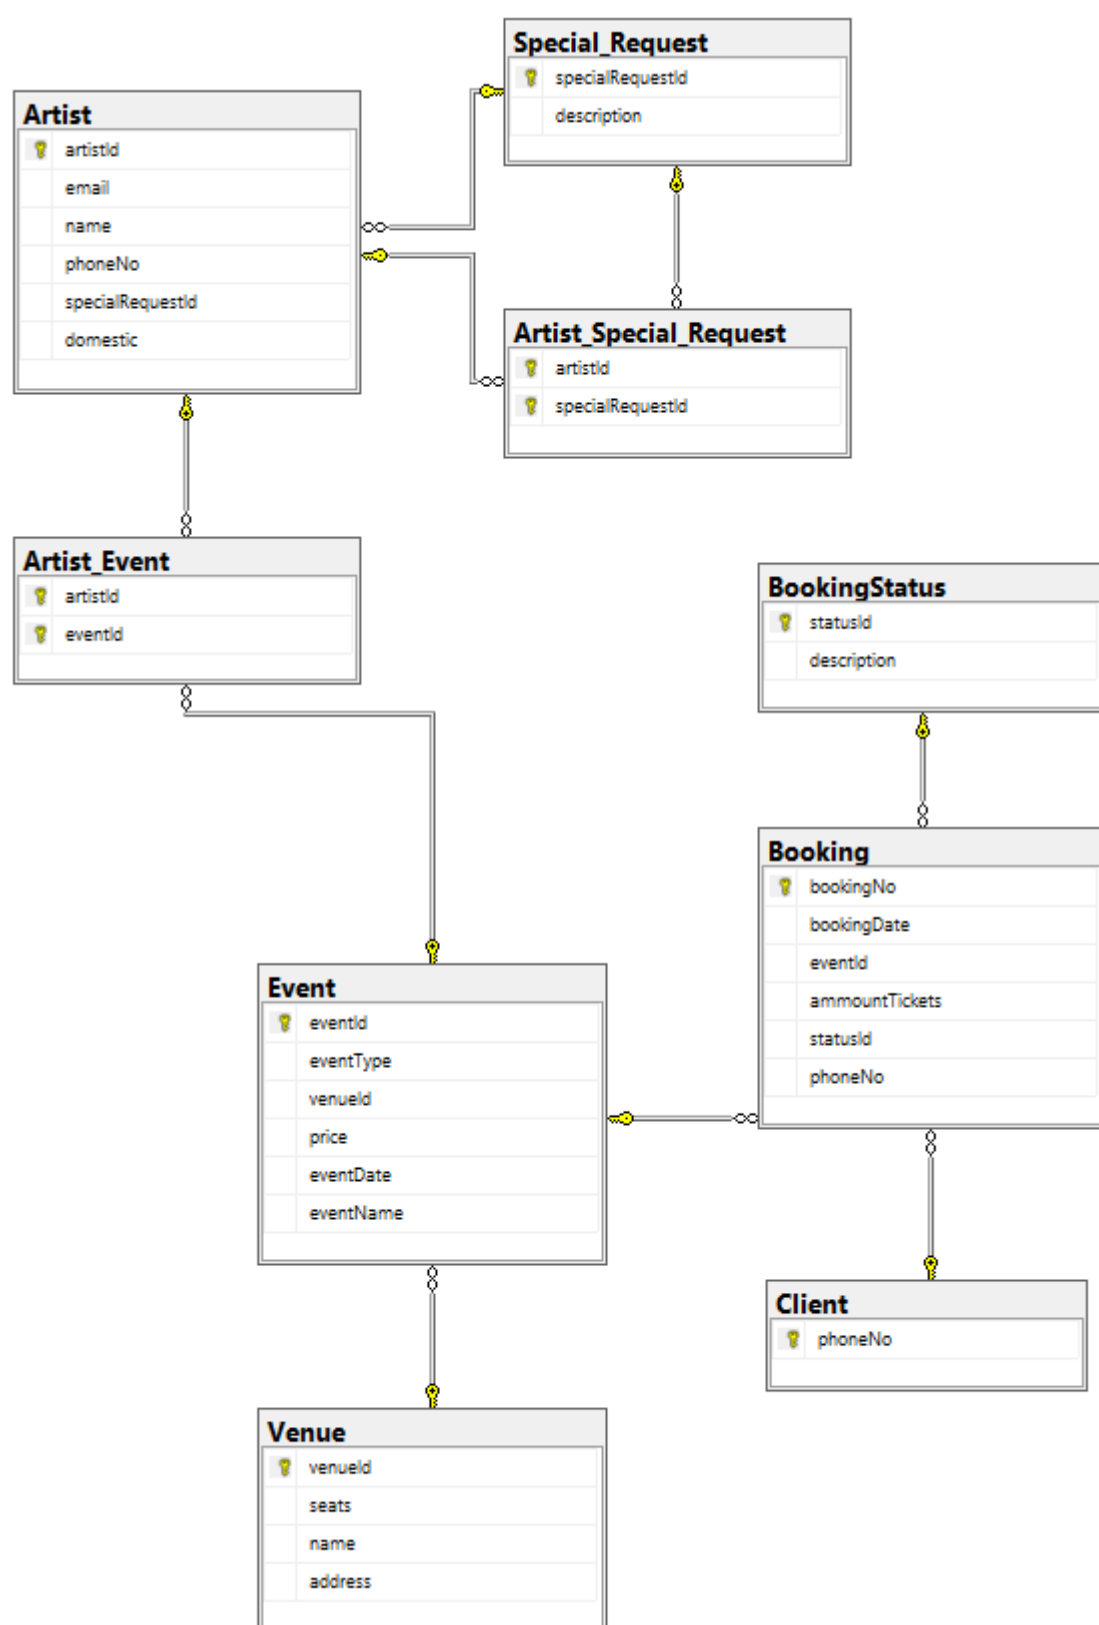 Special_Request
specialRequestId
description
Artist
artistId
email
name
phoneNo
specialRequestId
domestic
Artist_Special_Request
artistId
specialRequestId
Artist_Event
artistId
eventId
BookingStatus
statusId
description
Booking
bookingNo
bookingDate
eventId
ammountTickets
statusId
phoneNo
Event
eventId
eventType
venueId
price
eventDate
eventName
Client
phoneNo
Venue
venueId
seats
name
address